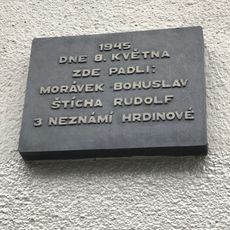 1945
DNE 8. KVĚTNA
ZDE PADLI:
MORÁVEK BOHUSLAV
ŠTÍCHA RUDOLF
3 NEZNÁMÍ HRDINOVÉ